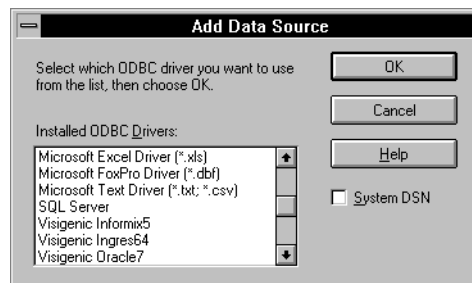 Add Data Source
Select which ODBC driver you want to use
from the list, then choose OK.
Installed ODBC Drivers:
Microsoft Excel Driver (*.xls)
Microsoft FoxPro Driver (*.dbf)
Microsoft Text Driver (*.txt; *.csv)
SQL Server
Visigenic Informix5
Visigenic Ingres64
Visigenic Oracle7
OK
Cancel
Help
System DSN